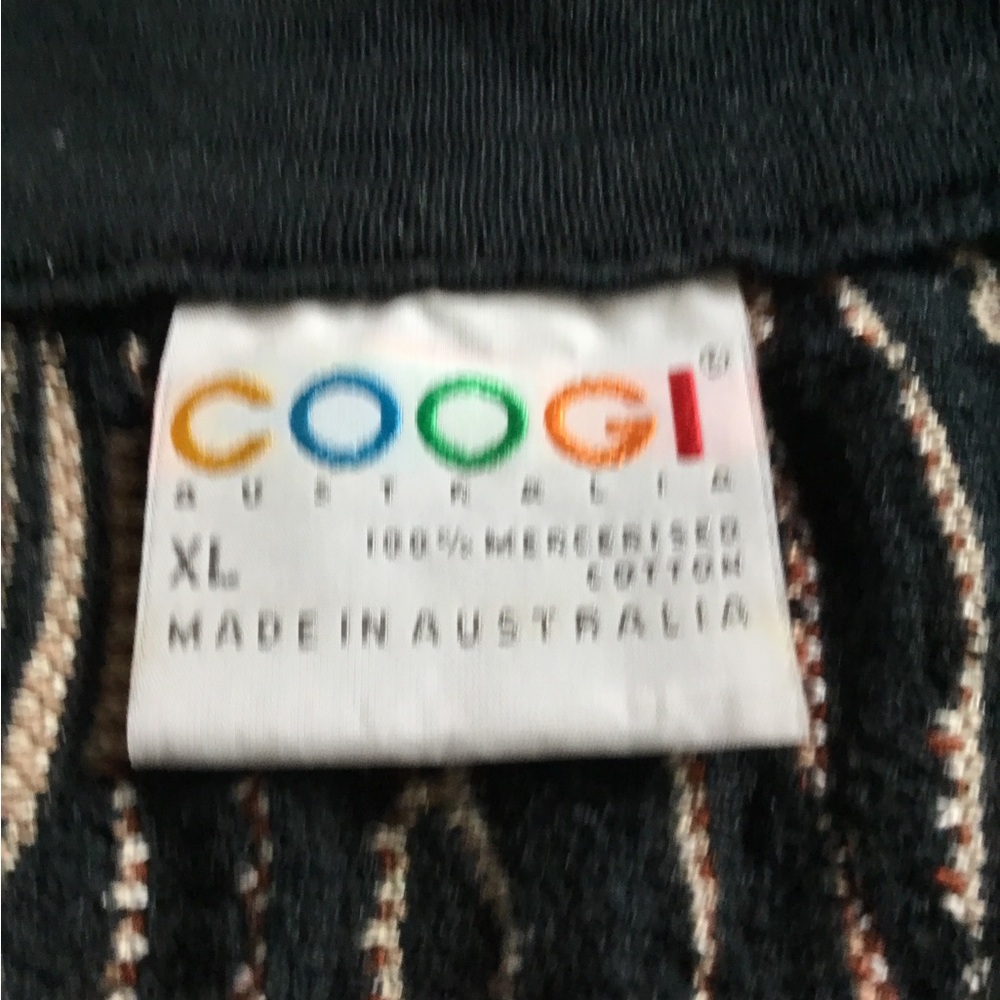 COOGI®
AUSTRALIA
XL
100% MERCERISED
COTTON
MADE IN AUSTRALIA